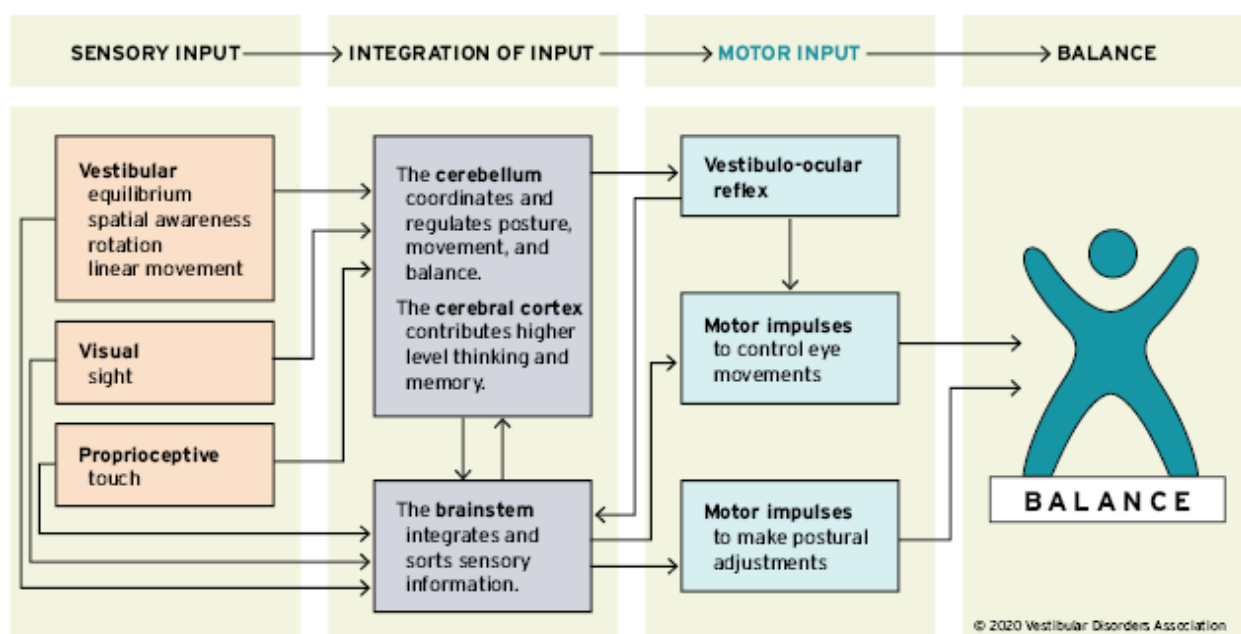 SENSORY INPUT
INTEGRATION OF INPUT
MOTOR INPUT
BALANCE
Vestibular
equilibrium
spatial awareness
rotation
linear movement
Visual
sight
Proprioceptive
touch
The cerebellum
coordinates and
regulates posture,
movement, and
balance.
The cerebral cortex
contributes higher
level thinking and
memory.
The brainstem
integrates and
sorts sensory
information.
Vestibulo-ocular
reflex
Motor impulses
to control eye
movements
Motor impulses
to make postural
adjustments
BALANCE
© 2020 Vestibular Disorders Association